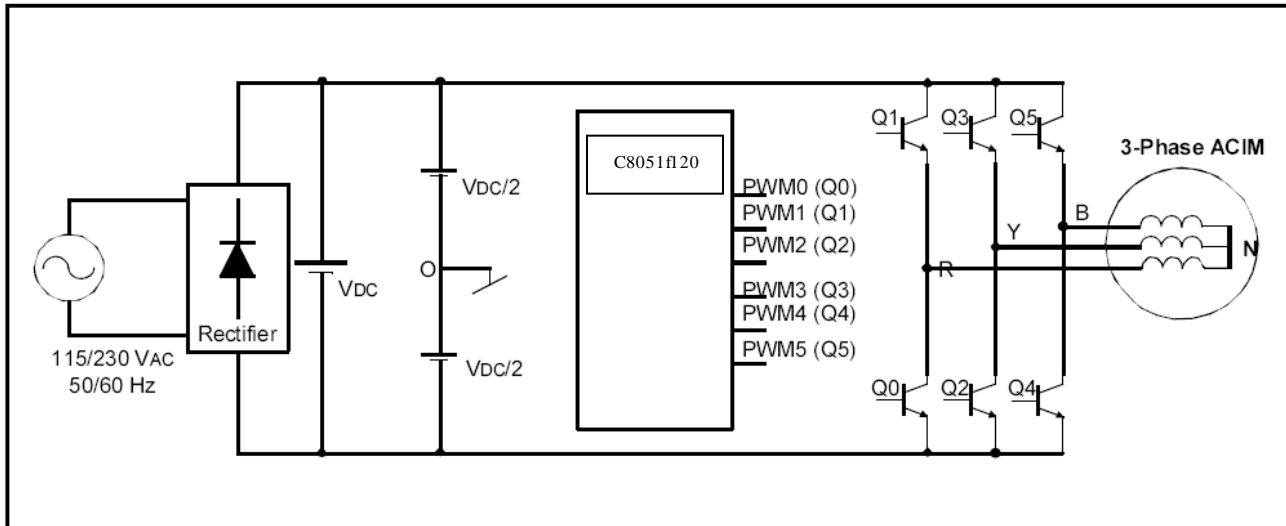 115/230 VAC
50/60 Hz
Rectifier
VDC
O
VDC/2
VDC/2
C8051f120
PWM0 (Q0)
PWM1 (Q1)
PWM2 (Q2)
PWM3 (Q3)
PWM4 (Q4)
PWM5 (Q5)
Q1
Q3
Q5
Q0
Q2
Q4
R
Y
B
3-Phase ACIM
N